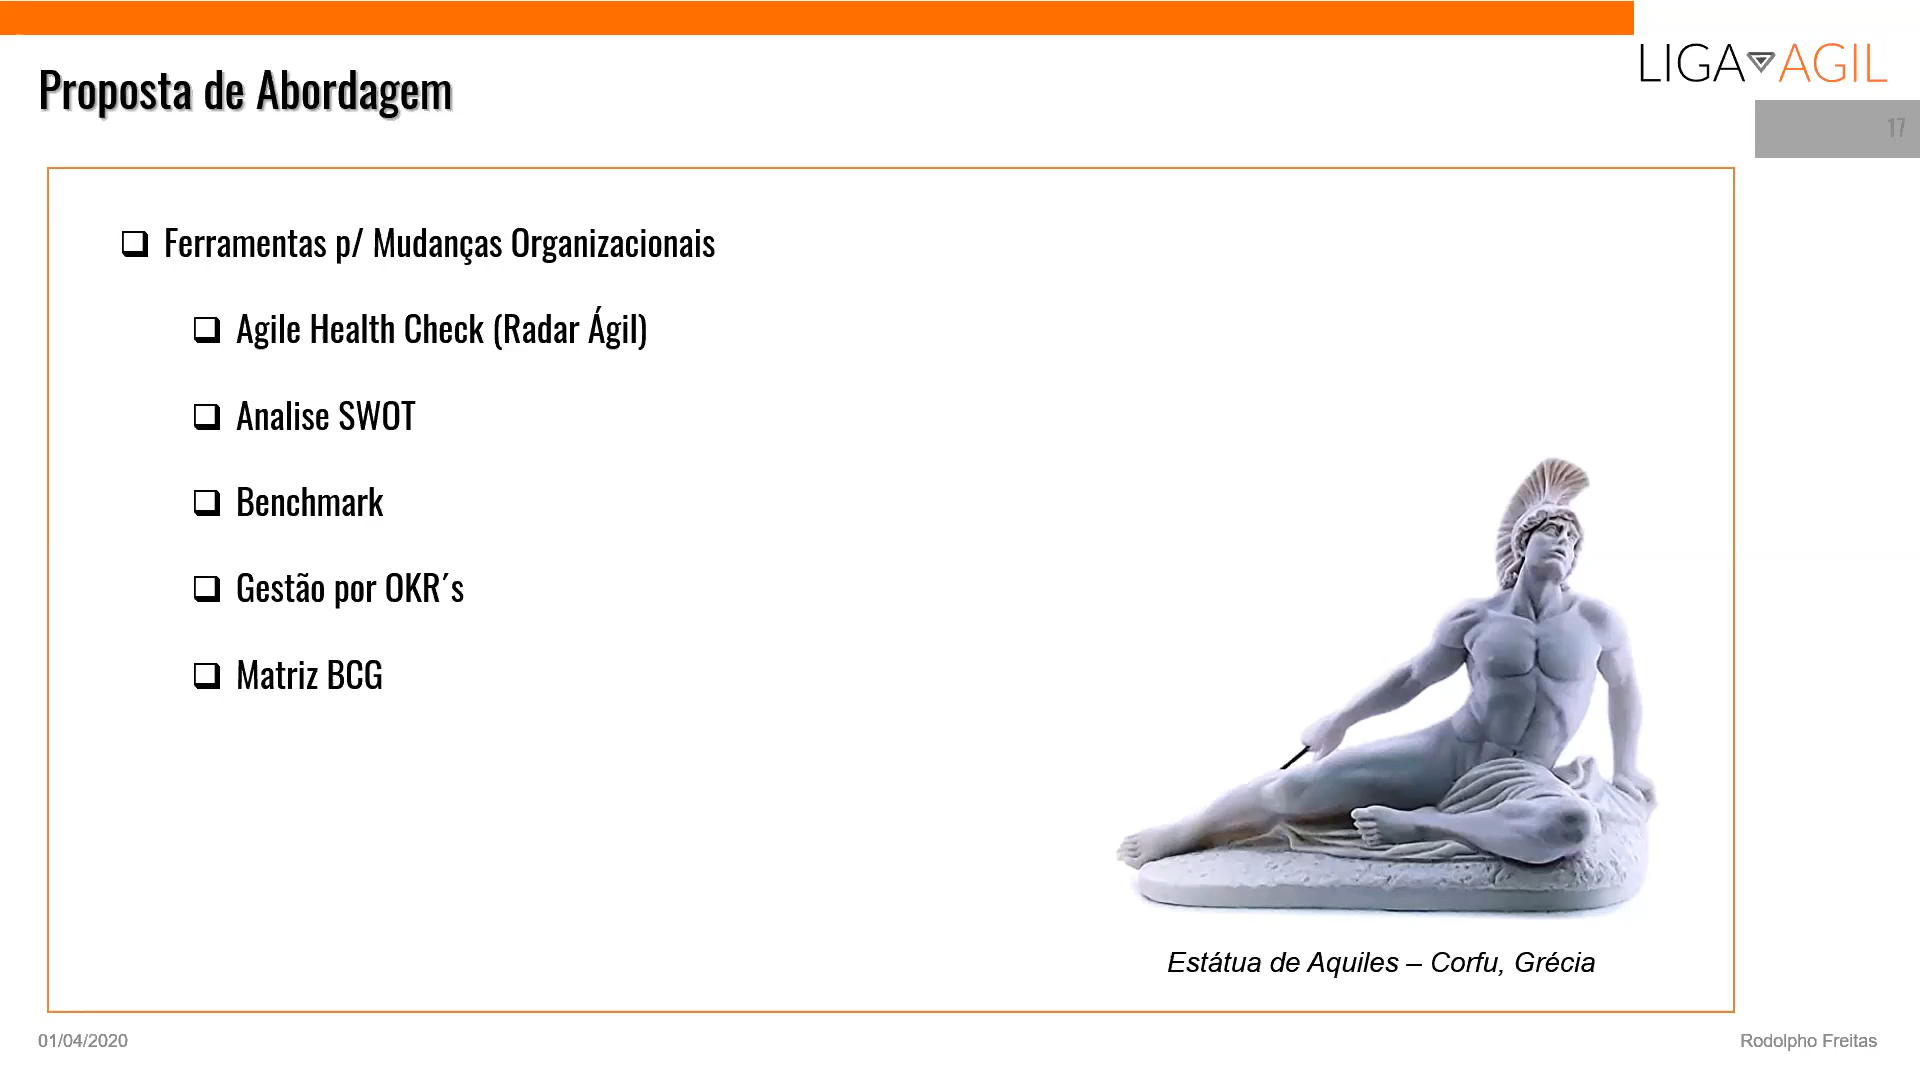 LIGA AGIL
Proposta de Abordagem
17
Ferramentas p/ Mudanças Organizacionais
Agile Health Check (Radar Ágil)
Analise SWOT
Benchmark
Gestão por OKR´s
Matriz BCG
Estátua de Aquiles – Corfu, Grécia
01/04/2020
Rodolpho Freitas